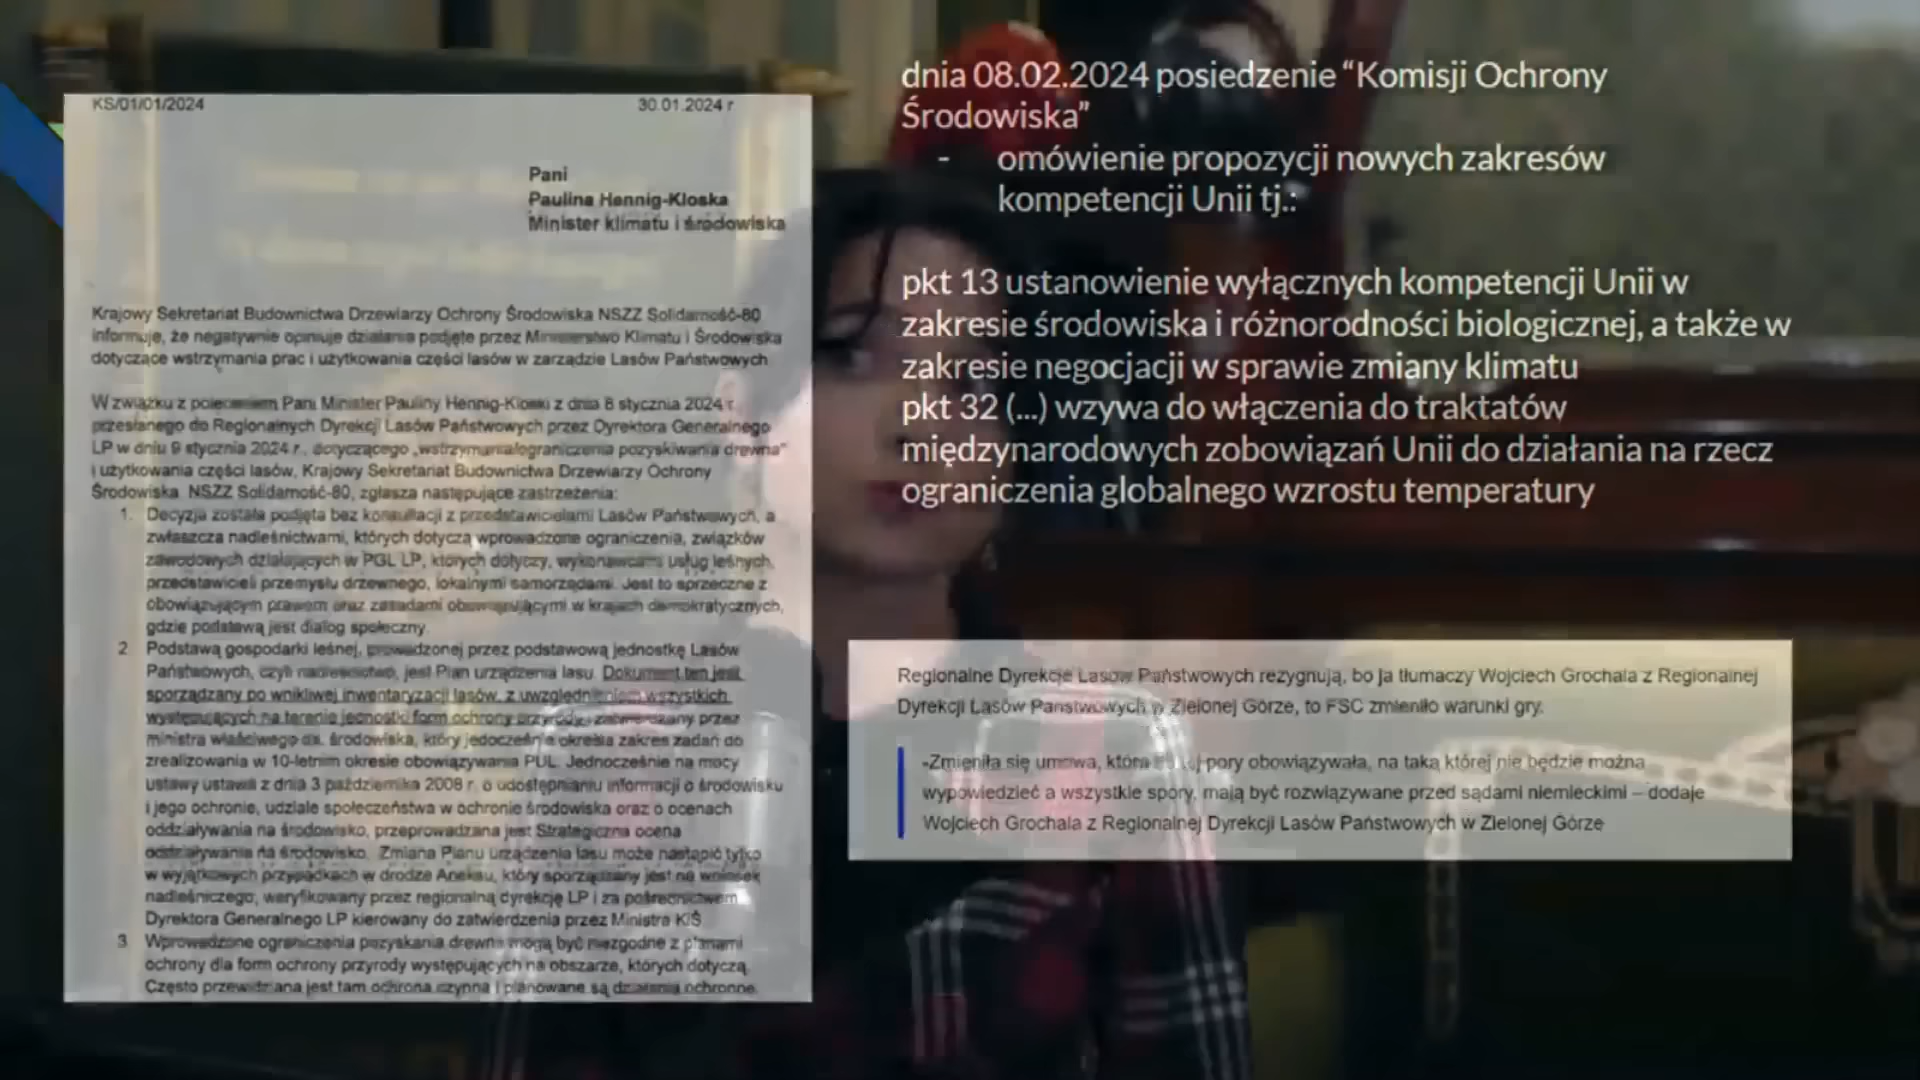 KS/01/01/2024 30.01.2024 r
Pani
Paulina Hennig-Kloska
Minister klimatu i środowiska
Krajowy Sekretariat Budownictwa Drzewiarzy Ochrony Środowiska NSZZ Solidarność-80
informuje, że negatywnie opiniuje działania podjęte przez Ministerstwo Klimatu i Środowiska
dotyczące wstrzymania prac i użytkowania części lasów w zarządzie Lasów Państwowych
W związku z poleceniem Pani Minister Pauliny Hennig-Kloski z dnia 8 stycznia 2024 r.
przesłanego do Regionalnych Dyrekcji Lasów Państwowych przez Dyrektora Generalnego
LP w dniu 9 stycznia 2024 r., dotyczącego „wstrzymania/ograniczenia pozyskiwania drewna”
i użytkowania części lasów, Krajowy Sekretariat Budownictwa Drzewiarzy Ochrony
Środowiska NSZZ Solidarność-80, zgłasza następujące zastrzeżenia:
1. Decyzja została podjęta bez konsultacji z przedstawicielami Lasów Państwowych, a
zwłaszcza nadleśnictwami, których dotyczą wprowadzone ograniczenia, związków
zawodowych działających w PGL LP, których dotyczy, wykonawcami usług leśnych,
przedstawicieli przemysłu drzewnego, lokalnymi samorządami. Jest to sprzeczne z
obowiązującym prawem oraz zasadami obowiązującymi w krajach demokratycznych,
gdzie podstawą jest dialog społeczny.
2 Podstawą gospodarki leśnej, prowadzonej przez podstawową jednostkę Lasów
Państwowych, czyli nadleśnictwo, jest Plan urządzenia lasu. Dokument ten jest
sporządzany po wnikliwej inwentaryzacji lasów, z uwzględnieniem wszystkich
występujących na terenie jednostki form ochrony przyrody, zatwierdzany przez
ministra właściwego ds. środowiska, który jedocześnie określa zakres zadań do
zrealizowania w 10-letnim okresie obowiązywania PUL. Jednocześnie na mocy
ustawy ustawa z dnia 3 października 2008 r. o udostępnianiu informacji o środowisku
i jego ochronie, udziale społeczeństwa w ochronie środowiska oraz o ocenach
oddziaływania na środowisko, przeprowadzana jest Strategiczna ocena
oddziaływania na środowisko. Zmiana Planu urządzenia lasu może nastąpić tylko
w wyjątkowych przypadkach w drodze Aneksu, który sporządzany jest na wniosek
nadleśniczego, weryfikowany przez regionalną dyrekcję LP i za pośrednictwem
Dyrektora Generalnego LP kierowany do zatwierdzenia przez Ministra KiŚ
3 Wprowadzone ograniczenia pozyskania drewna mogą być niezgodne z planami
ochrony dla form ochrony przyrody występujących na obszarze, których dotyczą.
Często przewidziana jest tam ochrona czynna i planowane są działania ochronne.
dnia 08.02.2024 posiedzenie “Komisji Ochrony
Środowiska”
- omówienie propozycji nowych zakresów
kompetencji Unii tj.:
pkt 13 ustanowienie wyłącznych kompetencji Unii w
zakresie środowiska i różnorodności biologicznej, a także w
zakresie negocjacji w sprawie zmiany klimatu
pkt 32 (...) wzywa do włączenia do traktatów
międzynarodowych zobowiązań Unii do działania na rzecz
ograniczenia globalnego wzrostu temperatury
Regionalne Dyrekcje Lasów Państwowych rezygnują, bo ja tłumaczy Wojciech Grochala z Regionalnej
Dyrekcji Lasów Państwowych w Zielonej Górze, to FSC zmieniło warunki gry.
-Zmieniła się umowa, która pory obowiązywała, na taką której nie będzie można
wypowiedzieć a wszystkie spory, mają być rozwiązywane przed sądami niemieckimi – dodaje
Wojciech Grochala z Regionalnej Dyrekcji Lasów Państwowych w Zielonej Górze